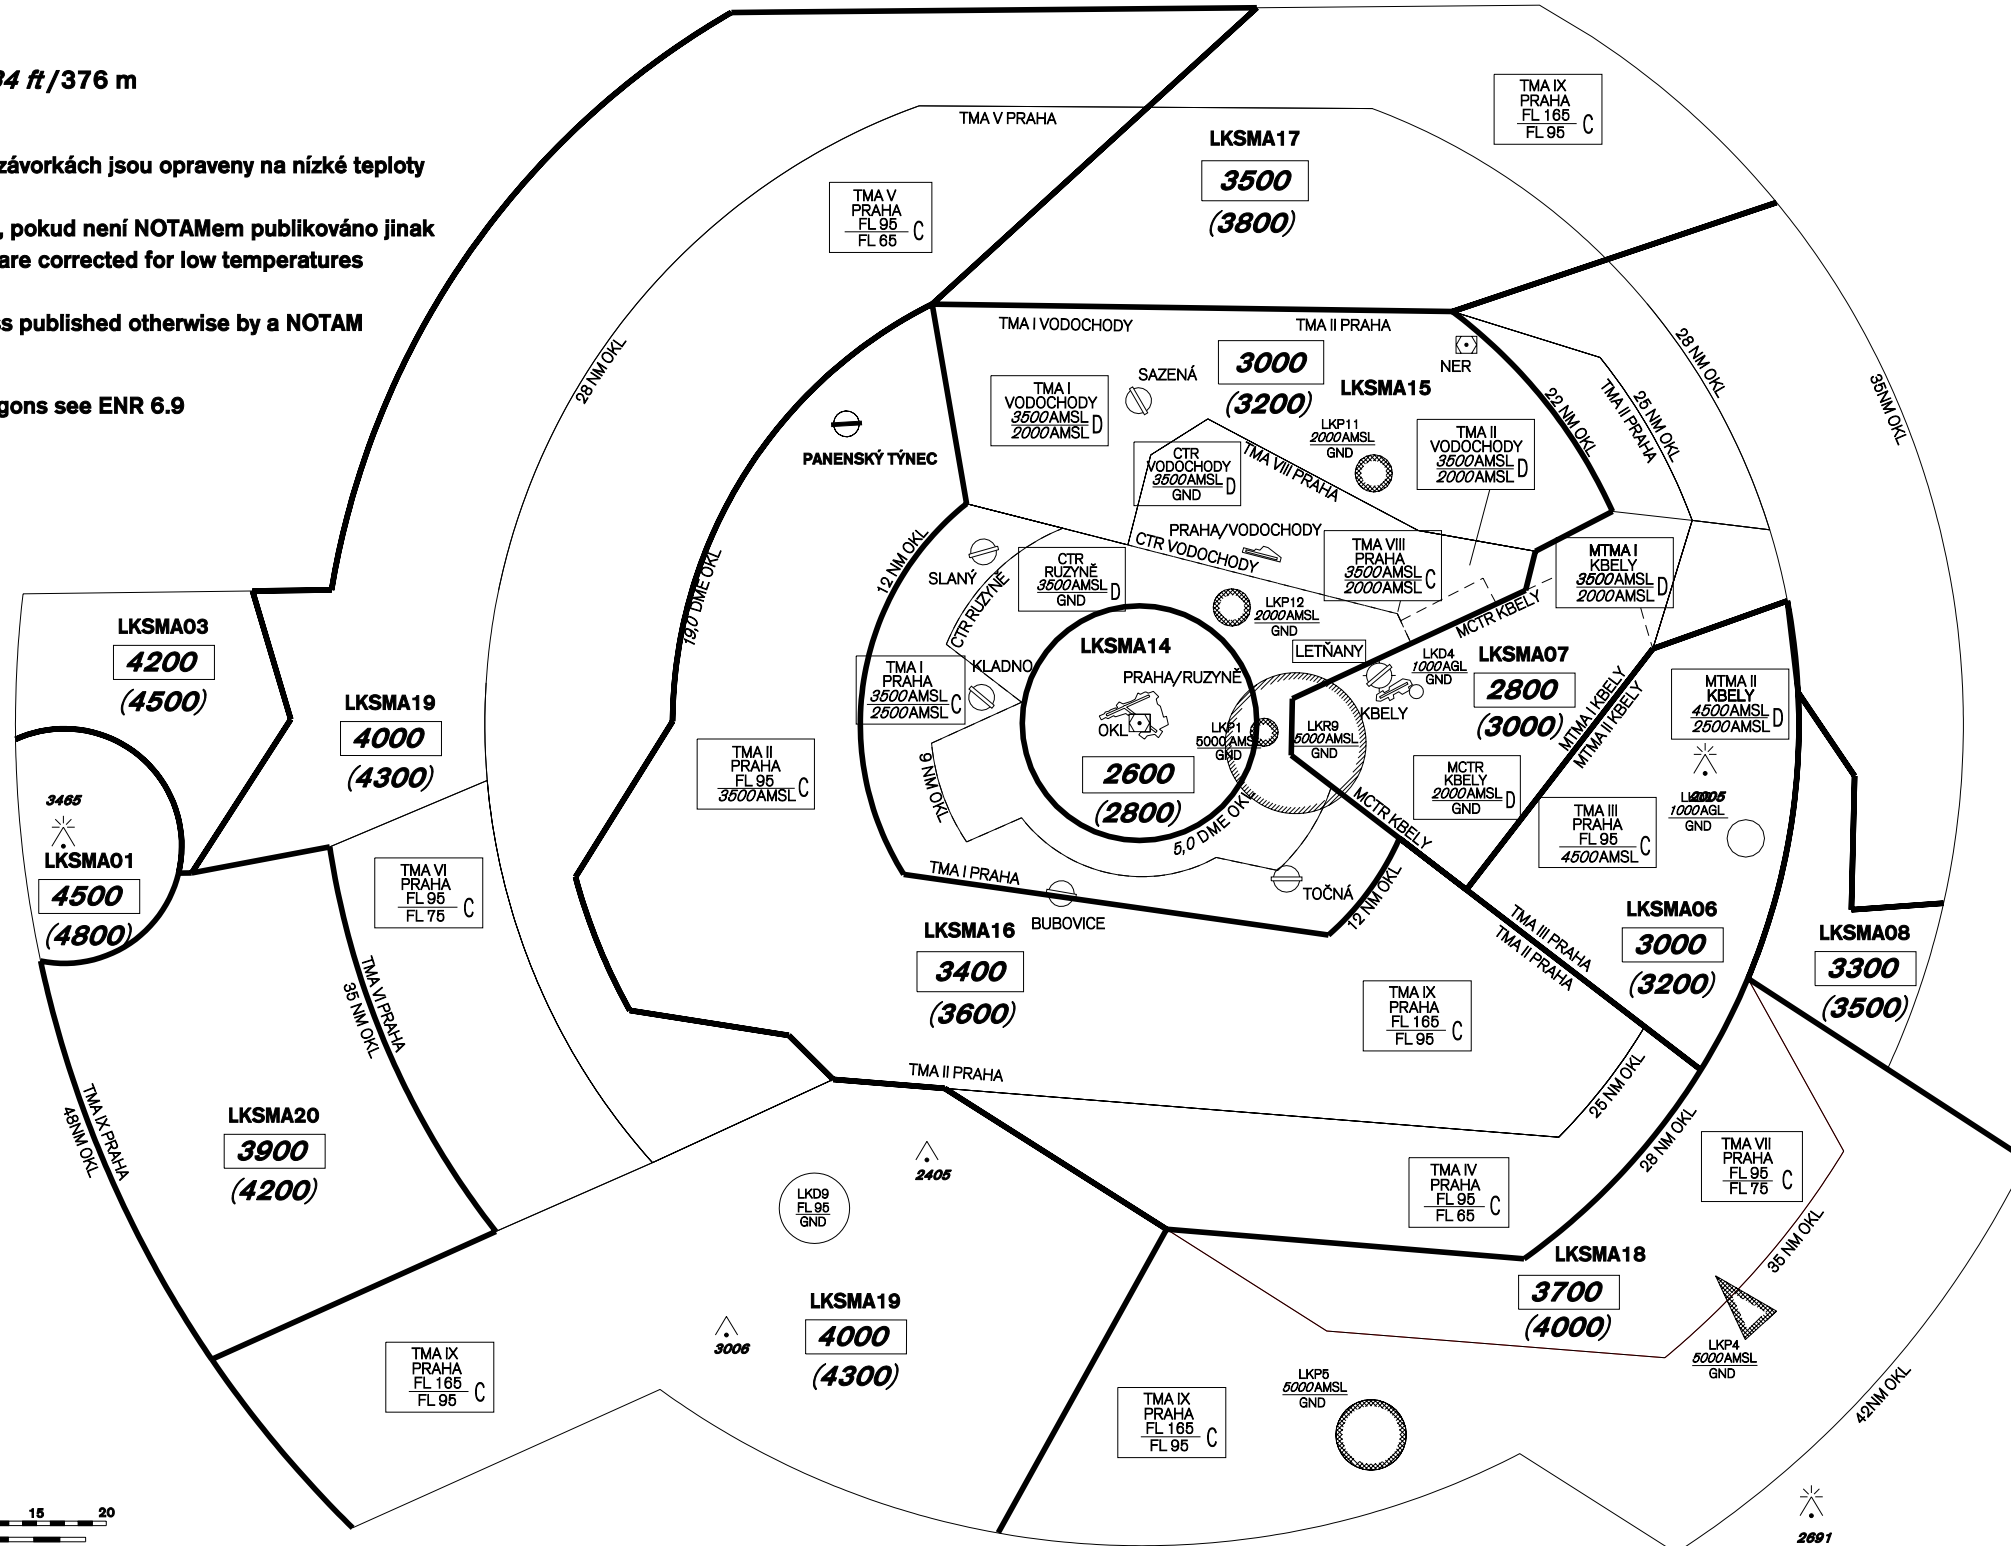 34 ft/376 m
závorkách jsou opraveny na nízké teploty
, pokud není NOTAMem publikováno jinak
are corrected for low temperatures
published otherwise by a NOTAM
gons see ENR 6.9
TMA V PRAHA
TMA IX
PRAHA
FL 165
FL 95
C
LKSMA17
3500
(3800)
TMA V
PRAHA
FL 95
FL 65
C
28 NM OKL
28 NM OKL
35NM OKL
TMA I VODOCHODY
TMA II PRAHA
3000
(3200)
LKSMA15
NER
SAZENÁ
TMA I
VODOCHODY
3500AMSL
2000AMSL
D
22 NM OKL
25 NM OKL
TMA II PRAHA
PANENSKÝ TÝNEC
LKP11
2000AMSL
GND
TMA II
VODOCHODY
3500AMSL
2000AMSL
D
CTR
VODOCHODY
3500AMSL
GND
D
TMA VIII PRAHA
PRAHA/VODOCHODY
CTR VODOCHODY
TMA VIII
PRAHA
3500AMSL
2000AMSL
C
MTMA I
KBELY
3500AMSL
2000AMSL
D
19,0 DME OKL
12 NM OKL
SLANÝ
CTR RUZYNĚ
CTR
RUZYNĚ
3500AMSL
GND
D
LKP12
2000AMSL
GND
MCTR KBELY
LETŇANY
LKSMA03
4200
(4500)
LKSMA19
4000
(4300)
LKSMA14
PRAHA/RUZYNĚ
OKL
2600
(2800)
KLADNO
TMA I
PRAHA
3500AMSL
2500AMSL
C
LKD4
1000AGL
GND
LKSMA07
2800
(3000)
KBELY
LKP1
5000AMSL
GND
LKR9
5000AMSL
GND
MTMA I KBELY
MTMA II KBELY
MTMA II
KBELY
4500AMSL
2500AMSL
D
TMA II
PRAHA
FL 95
3500AMSL
C
9 NM OKL
5,0 DME OKL
MCTR KBELY
MCTR
KBELY
2000AMSL
GND
D
2005
1000AGL
GND
TMA III
PRAHA
FL 95
4500AMSL
C
3465
LKSMA01
4500
(4800)
TMA VI
PRAHA
FL 95
FL 75
C
TMA I PRAHA
BUBOVICE
TOČNÁ
12 NM OKL
LKSMA16
3400
(3600)
TMA III PRAHA
TMA II PRAHA
LKSMA06
3000
(3200)
LKSMA08
3300
(3500)
TMA VI PRAHA
35 NM OKL
TMA IX
PRAHA
FL 165
FL 95
C
TMA II PRAHA
25 NM OKL
28 NM OKL
TMA IX PRAHA
48NM OKL
LKSMA20
3900
(4200)
2405
LKD9
FL 95
GND
TMA IV
PRAHA
FL 95
FL 65
C
TMA VII
PRAHA
FL 95
FL 75
C
35 NM OKL
LKSMA18
3700
(4000)
LKSMA19
4000
(4300)
3006
TMA IX
PRAHA
FL 165
FL 95
C
LKP4
5000AMSL
GND
LKP5
5000AMSL
GND
TMA IX
PRAHA
FL 165
FL 95
C
42NM OKL
2691
15 20